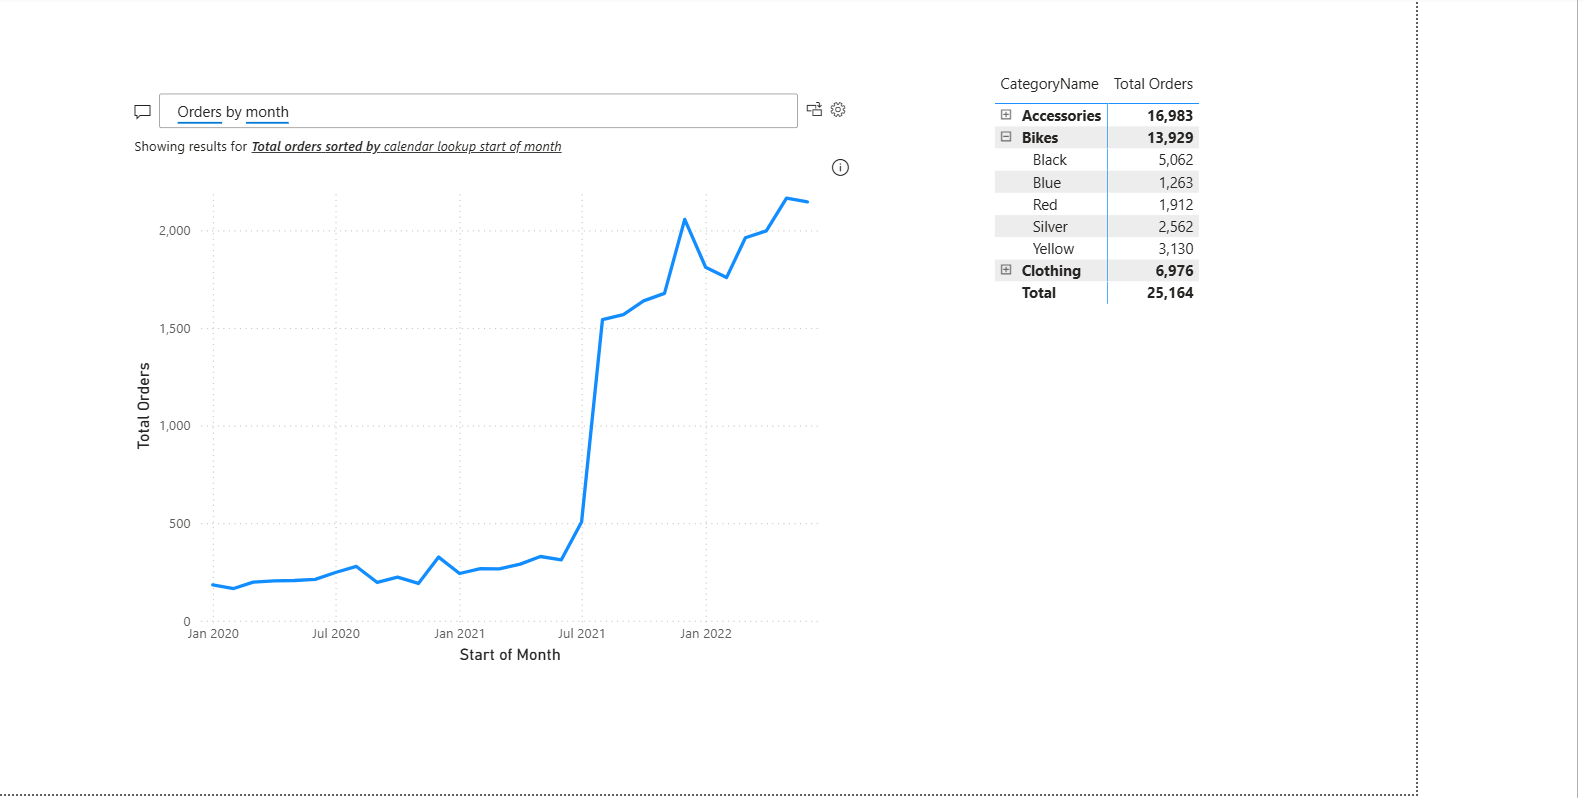 Orders by month
Showing results for Total orders sorted by calendar lookup start of month
2,000
1,500
1,000
500
0
Total Orders
Jan 2020 Jul 2020 Jan 2021 Jul 2021 Jan 2022
Start of Month
CategoryName Total Orders
Accessories 16,983
Bikes 13,929
Black 5,062
Blue 1,263
Red 1,912
Silver 2,562
Yellow 3,130
Clothing 6,976
Total 25,164